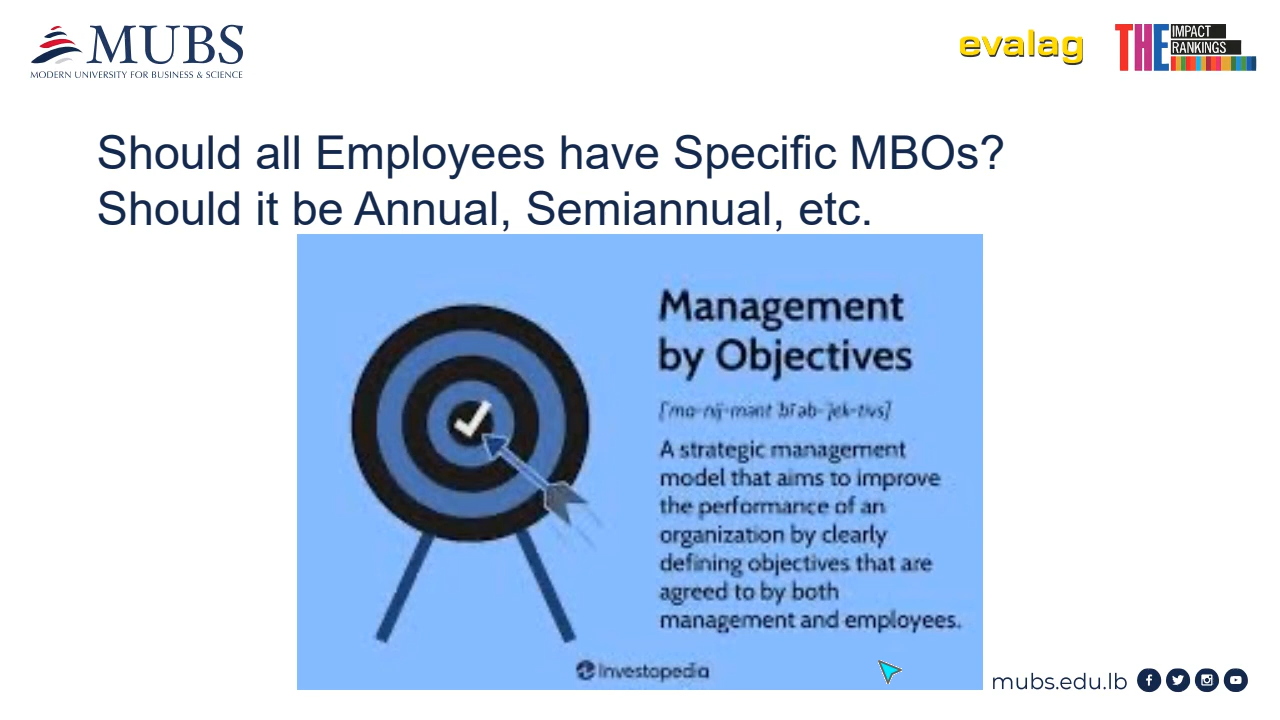 MUBS
MODERN UNIVERSITY FOR BUSINESS & SCIENCE
evalag
THE IMPACT
RANKINGS
Should all Employees have Specific MBOs?
Should it be Annual, Semiannual, etc.
Management
by Objectives
A strategic management
model that aims to improve
the performance of an
organization by clearly
defining objectives that are
agreed to by both
management and employees.
Investopedia
mubs.edu.lb